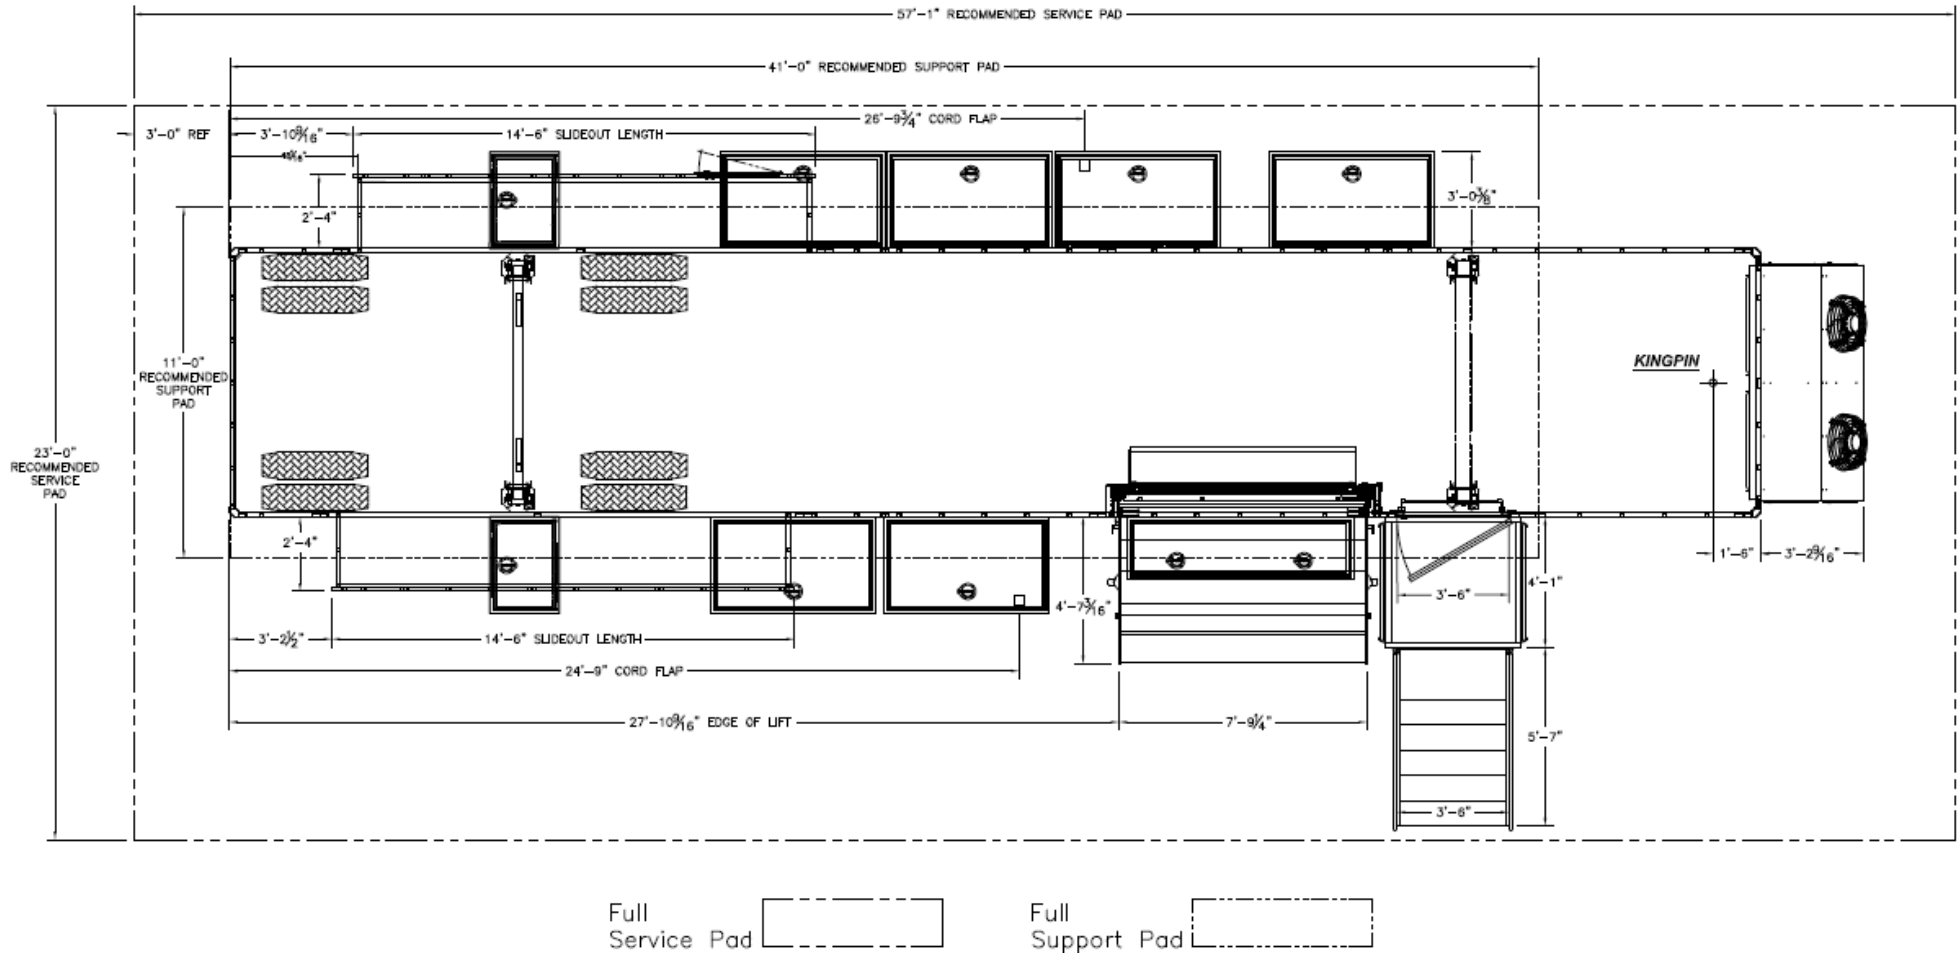 57'-1" RECOMMENDED SERVICE PAD
41'-0" RECOMMENDED SUPPORT PAD
26'-9¾" CORD FLAP
3'-0" REF
3'-10⁹⁄₁₆"
14'-6" SLIDEOUT LENGTH
2'-4"
3'-0⅜"
11'-0"
RECOMMENDED
SUPPORT
PAD
KINGPIN
23'-0"
RECOMMENDED
SERVICE
PAD
2'-4"
1'-6"
3'-2⁹⁄₁₆"
4'-1"
3'-6"
4'-7³⁄₁₆"
3'-2½"
14'-6" SLIDEOUT LENGTH
24'-9" CORD FLAP
27'-10⁹⁄₁₆" EDGE OF LIFT
7'-9¼"
5'-7"
3'-6"
Full
Service Pad
Full
Support Pad